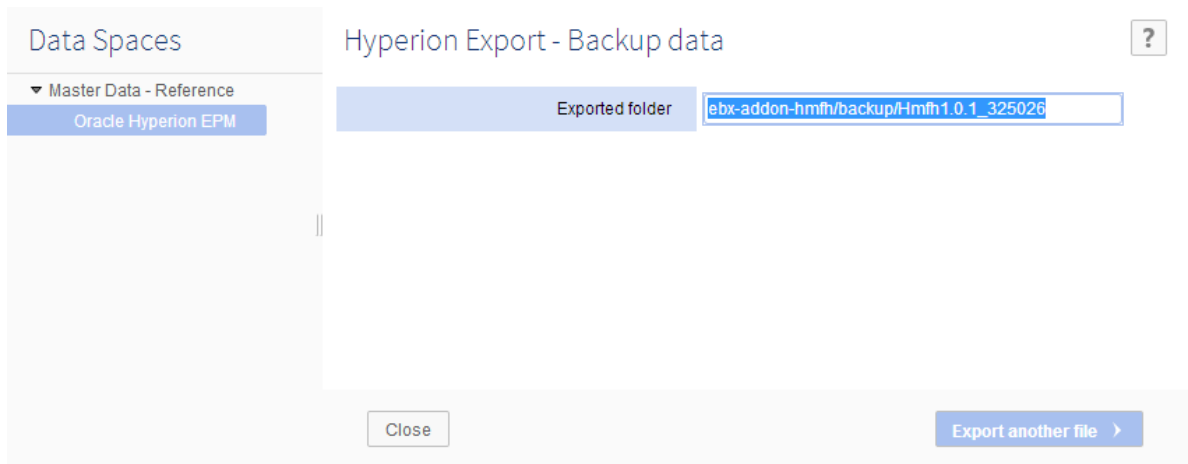 Data Spaces
Master Data - Reference
Oracle Hyperion EPM
Hyperion Export - Backup data
?
Exported folder
ebx-addon-hmfh/backup/Hmfh1.0.1_325026
Close
Export another file